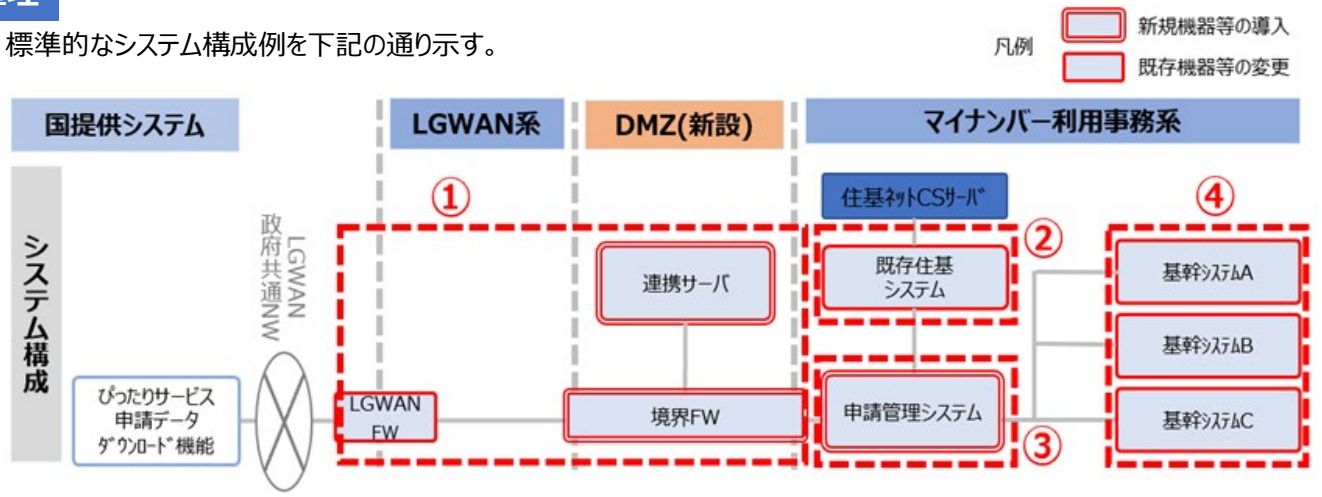 標準的なシステム構成例を下記の通り示す。
凡例
新規機器等の導入
既存機器等の変更
国提供システム
LGWAN系
DMZ(新設)
マイナンバー利用事務系
システム構成
①
②
③
④
LGWAN
政府共通NW
住基ネットCSサーバ
既存住基
システム
連携サーバ
基幹システムA
基幹システムB
基幹システムC
ぴったりサービス
申請データ
ダウンロード機能
LGWAN
FW
境界FW
申請管理システム